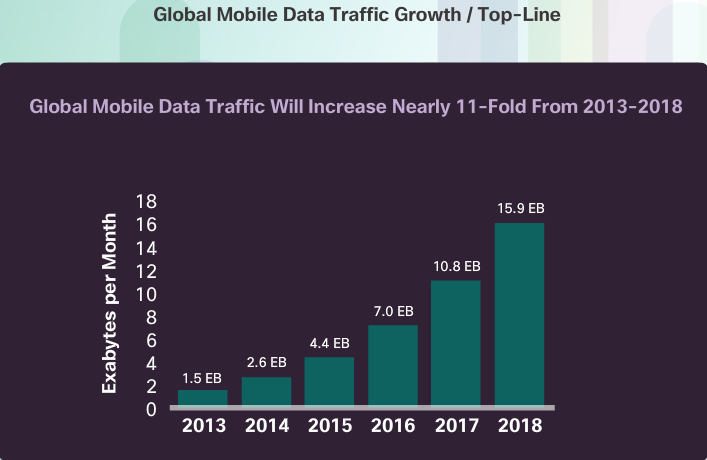 Global Mobile Data Traffic Growth / Top-Line
Global Mobile Data Traffic Will Increase Nearly 11-Fold From 2013-2018
Exabytes per Month
18
16
14
12
10
8
6
4
2
0
1.5 EB
2.6 EB
4.4 EB
7.0 EB
10.8 EB
15.9 EB
2013 2014 2015 2016 2017 2018